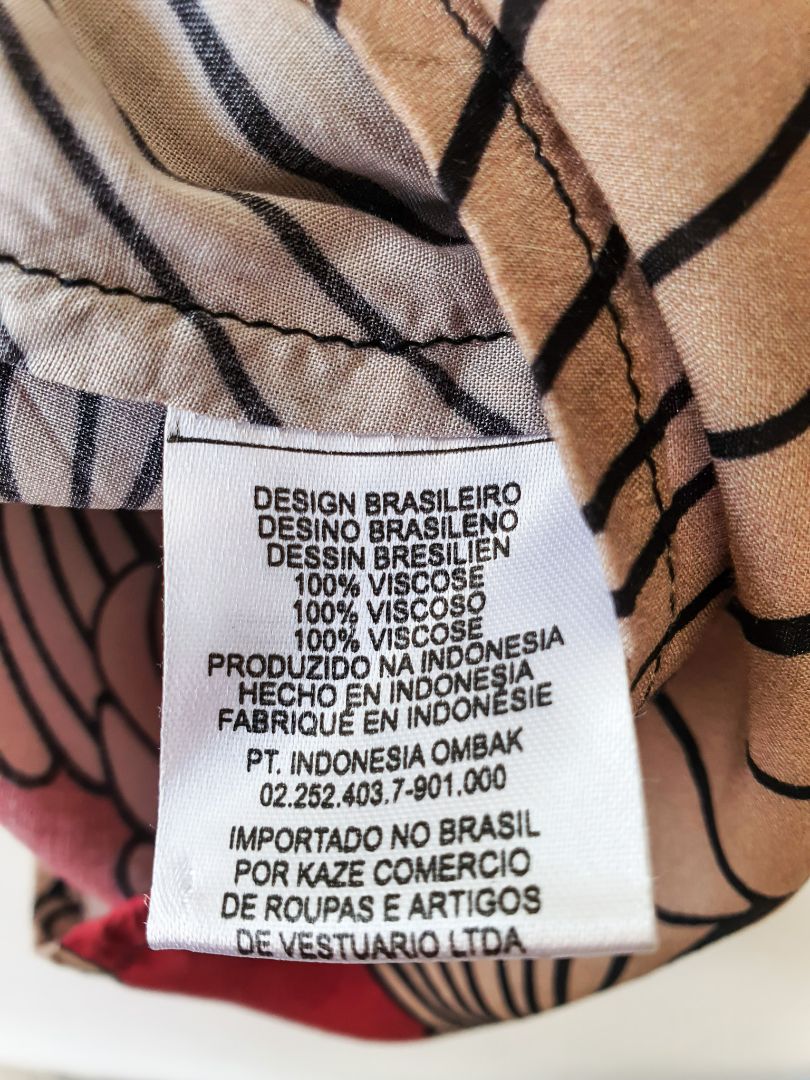 DESIGN BRASILEIRO
DESINO BRASILENO
DESSIN BRESILIEN
100% VISCOSE
100% VISCOSO
100% VISCOSE
PRODUZIDO NA INDONESIA
HECHO EN INDONESIA
FABRIQUÉ EN INDONÉSIE
PT. INDONESIA OMBAK
02.252.403.7-901.000
IMPORTADO NO BRASIL
POR KAZE COMERCIO
DE ROUPAS E ARTIGOS
DE VESTUARIO LTDA